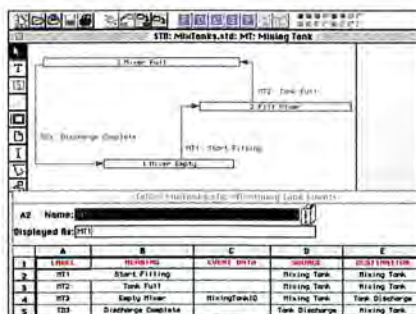 STD: MixTanks.std: MT: Mixing Tank
3 Mixer Full
MT2: Tank Full
2 Fill Mixer
TD3: Discharge Complete
MT1: Start Filling
1 Mixer Empty
A2 Name:
Displayed As: MT1
A B C D E
1 LABEL MEANING EVENT DATA SOURCE DESTINATION
2 MT1 Start Filling Mixing Tank Mixing Tank
3 MT2 Tank Full Mixing Tank Mixing Tank
4 MT3 Empty Mixer MixingTankID Mixing Tank Tank Discharge
5 TD3 Discharge Complete Tank Discharge Mixing Tank